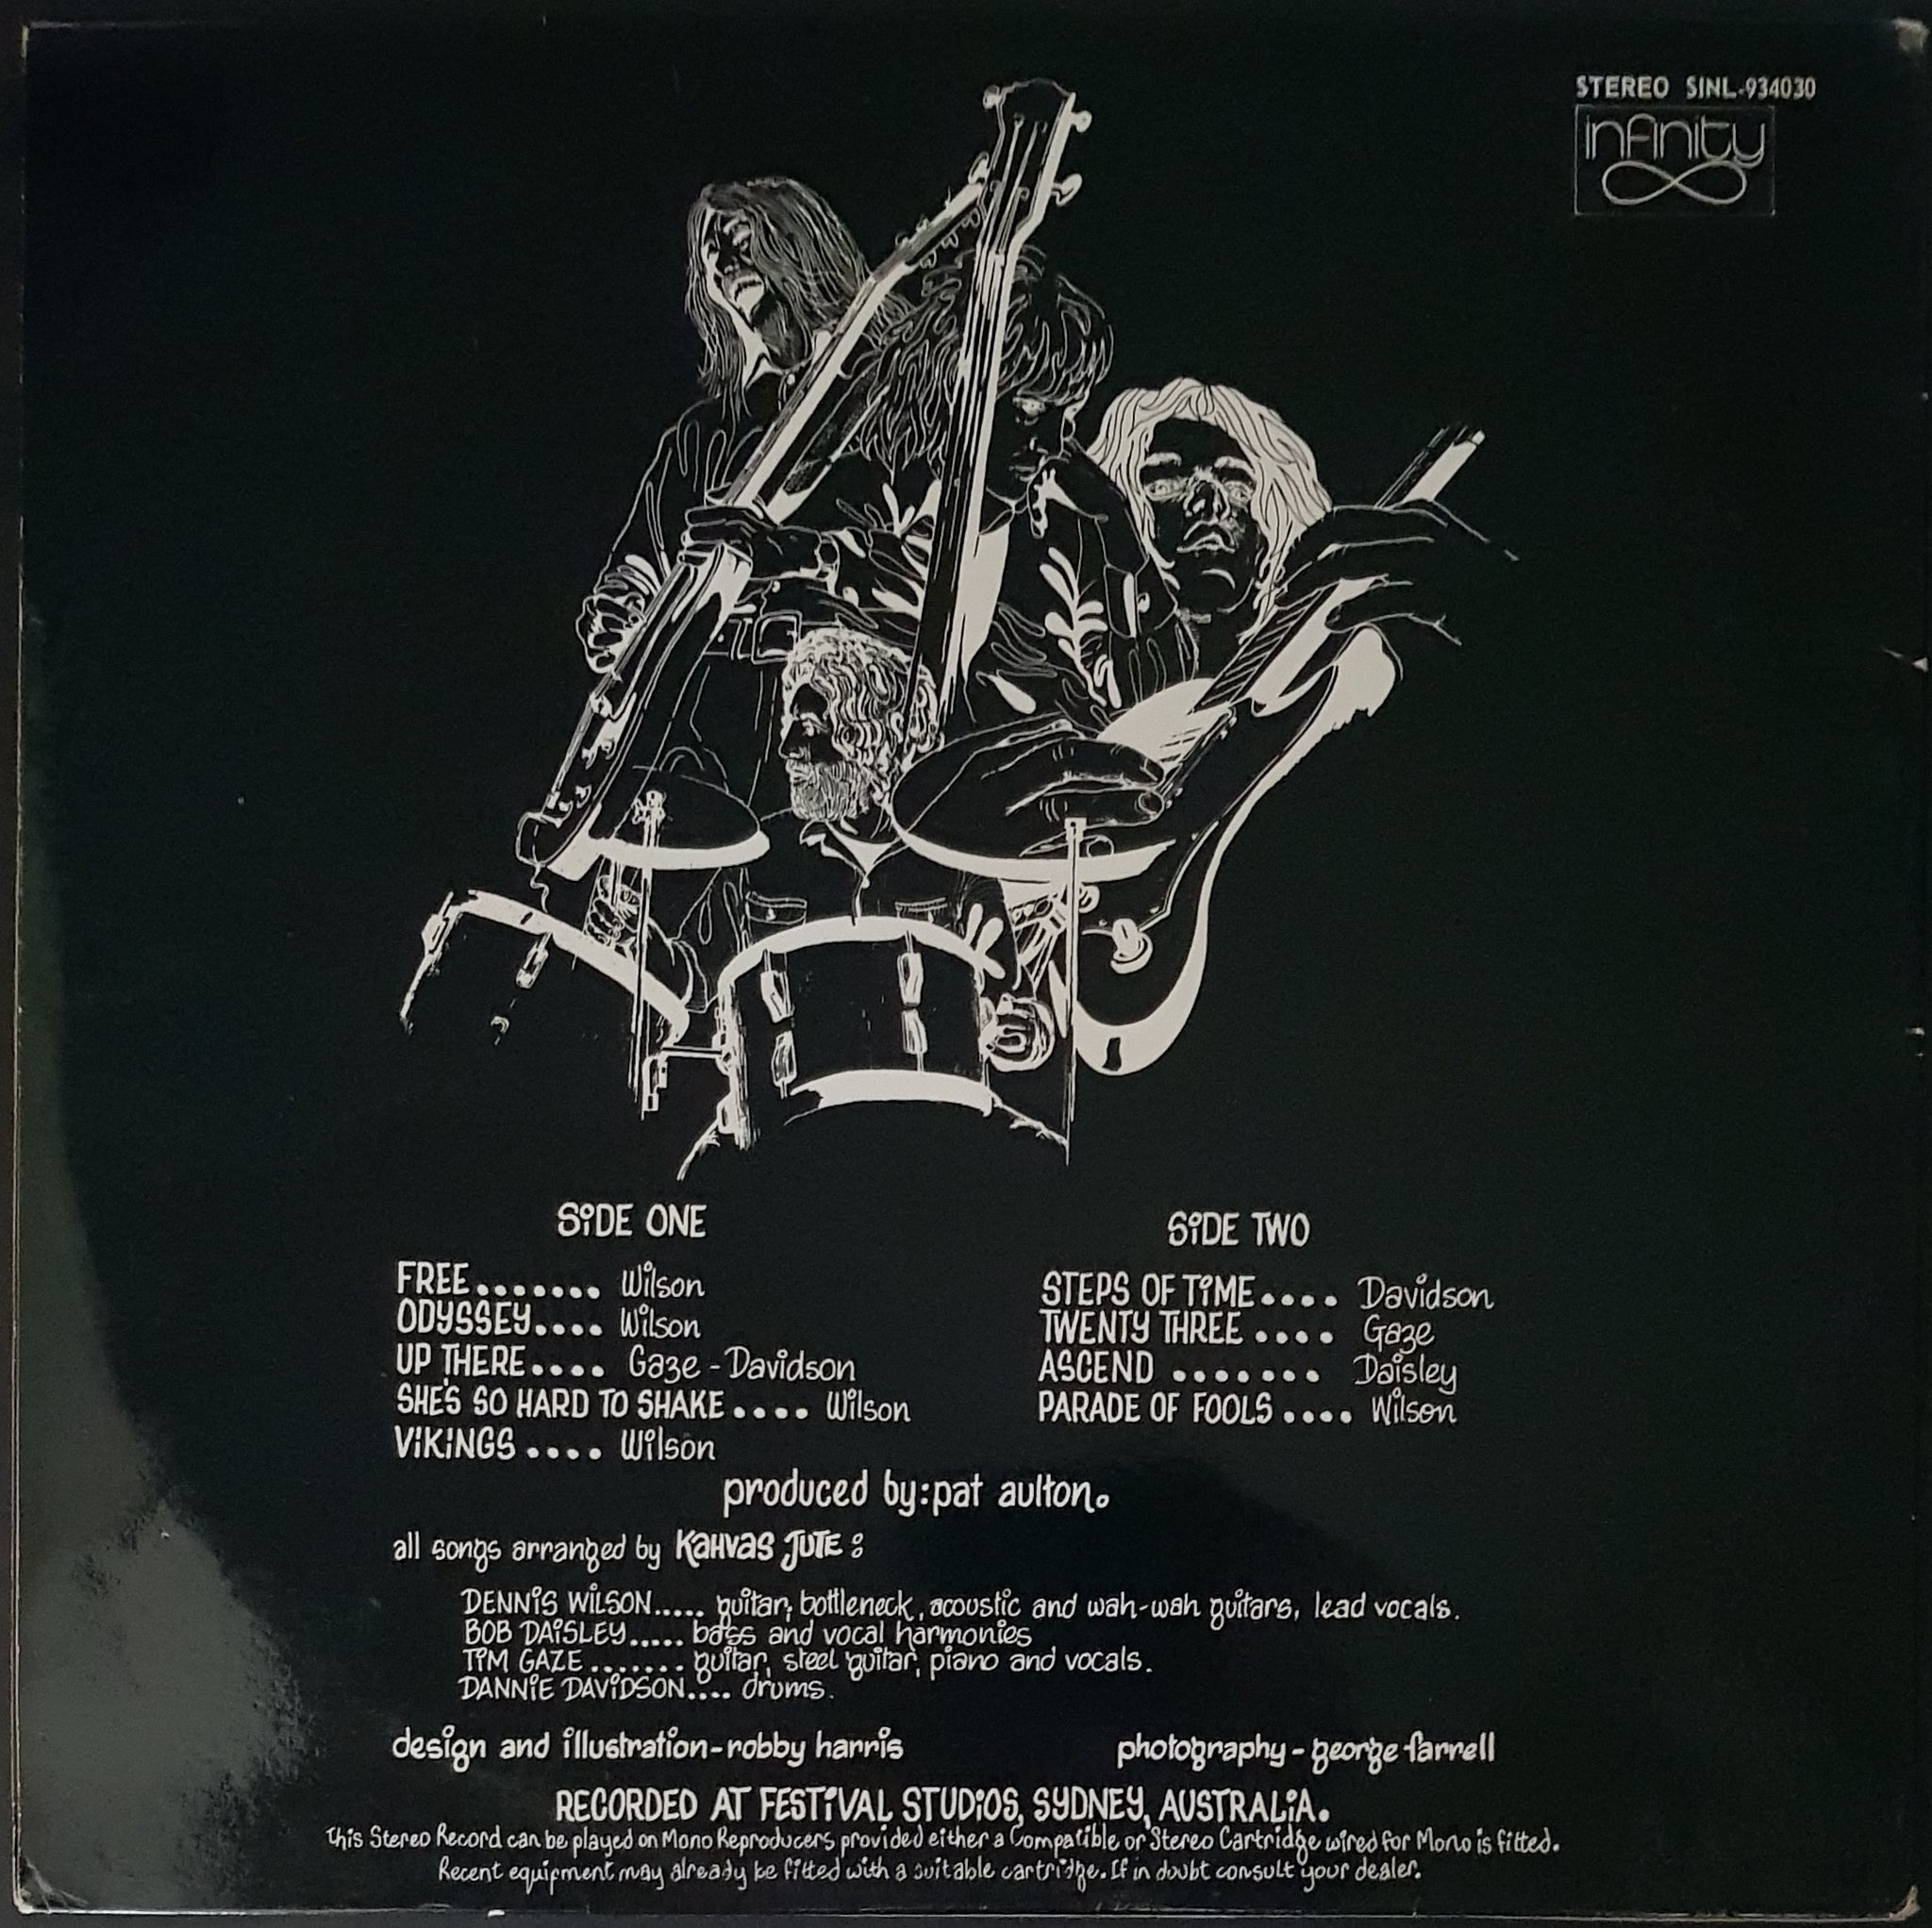 STEREO SINL-934030
infinity
SIDE ONE
FREE....... Wilson
ODYSSEY.... Wilson
UP THERE.... Gaze - Davidson
SHE'S SO HARD TO SHAKE.... Wilson
VIKINGS.... Wilson
SIDE TWO
STEPS OF TIME.... Davidson
TWENTY THREE.... Gaze
ASCEND....... Daisley
PARADE OF FOOLS.... Wilson
produced by: pat aulton.
all songs arranged by KAHVAS JUTE:
DENNIS WILSON..... guitar, bottleneck, acoustic and wah-wah guitars, lead vocals.
BOB DAISLEY..... bass and vocal harmonies
TIM GAZE....... guitar, steel guitar, piano and vocals.
DANNIE DAVIDSON.... drums.
design and illustration-robby harris
photography-george farrell
RECORDED AT FESTIVAL STUDIOS, SYDNEY, AUSTRALIA.
This Stereo Record can be played on Mono Reproducers provided either a Compatible or Stereo Cartridge wired for Mono is fitted.
Recent equipment may already be fitted with a suitable cartridge. If in doubt consult your dealer.